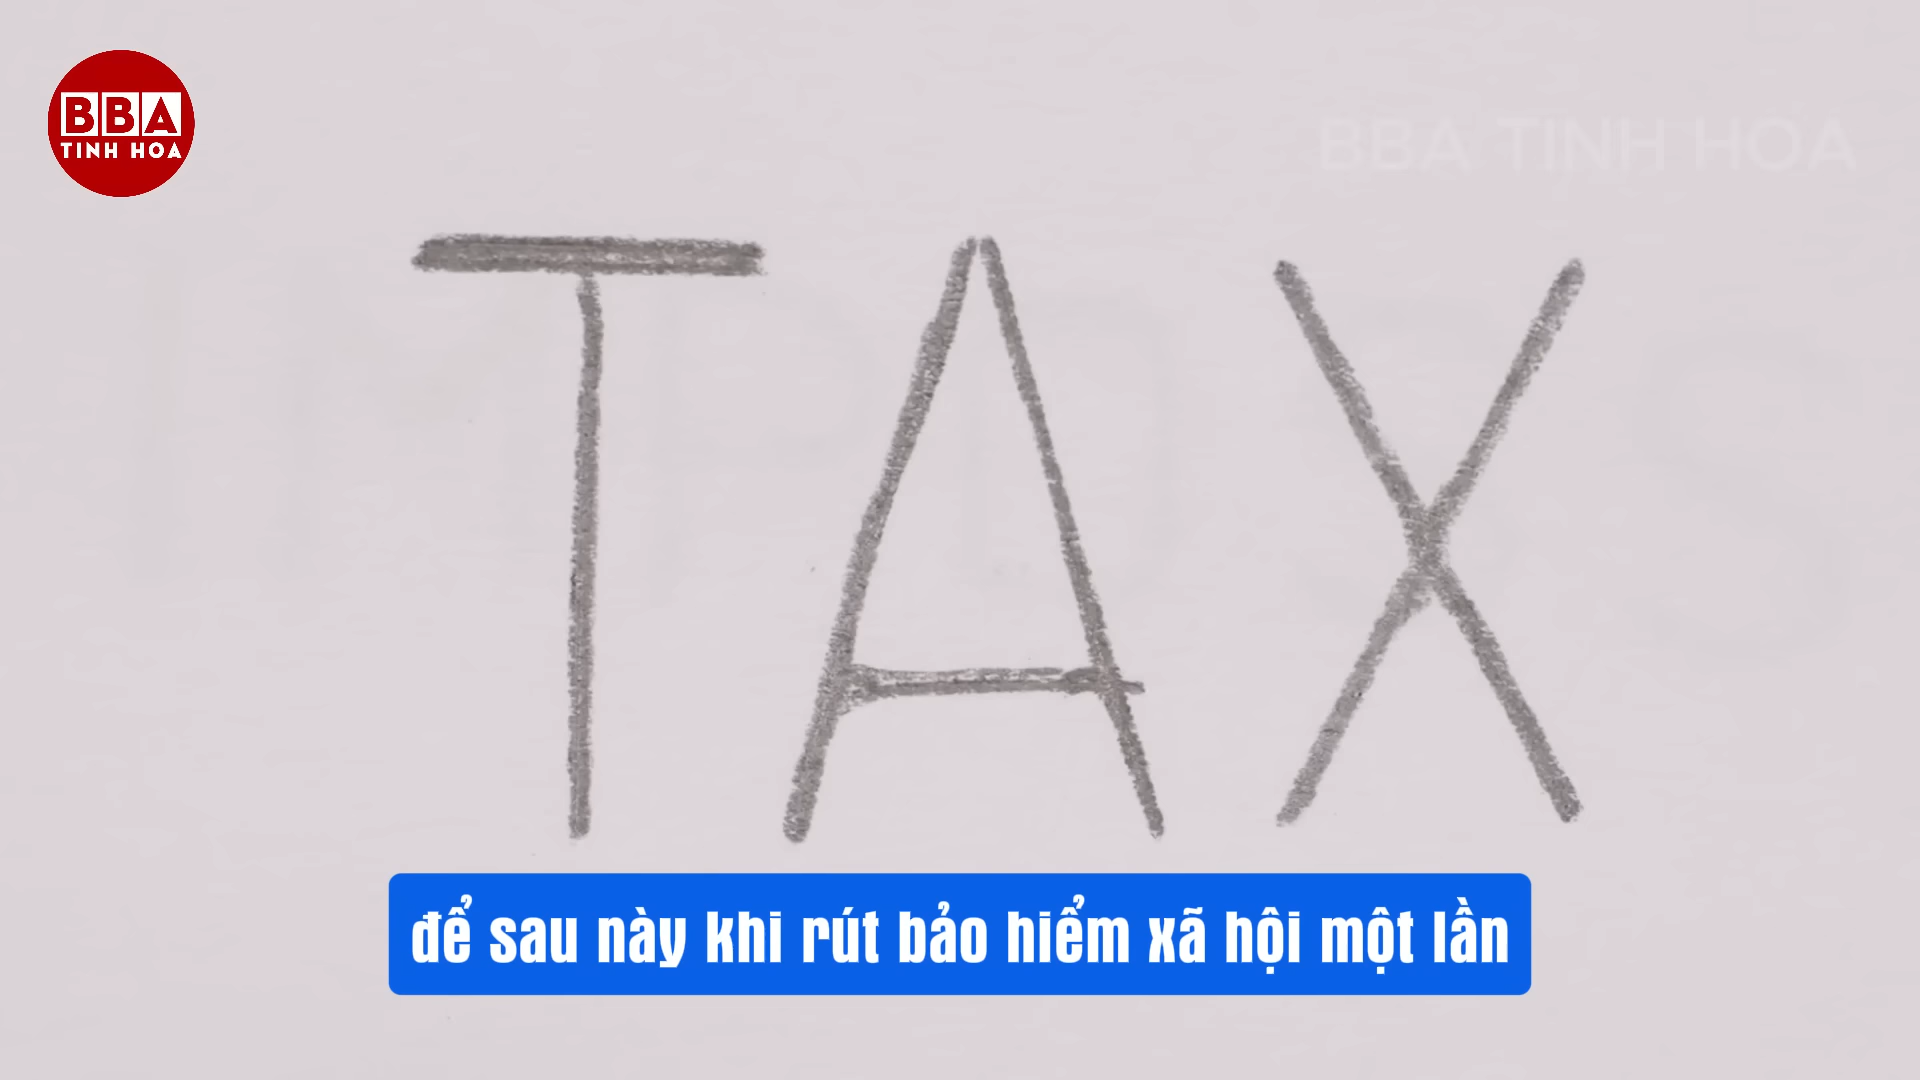 BBA
TINH HOA
BBA TINH HOA
TAX
để sau này khi rút bảo hiểm xã hội một lần